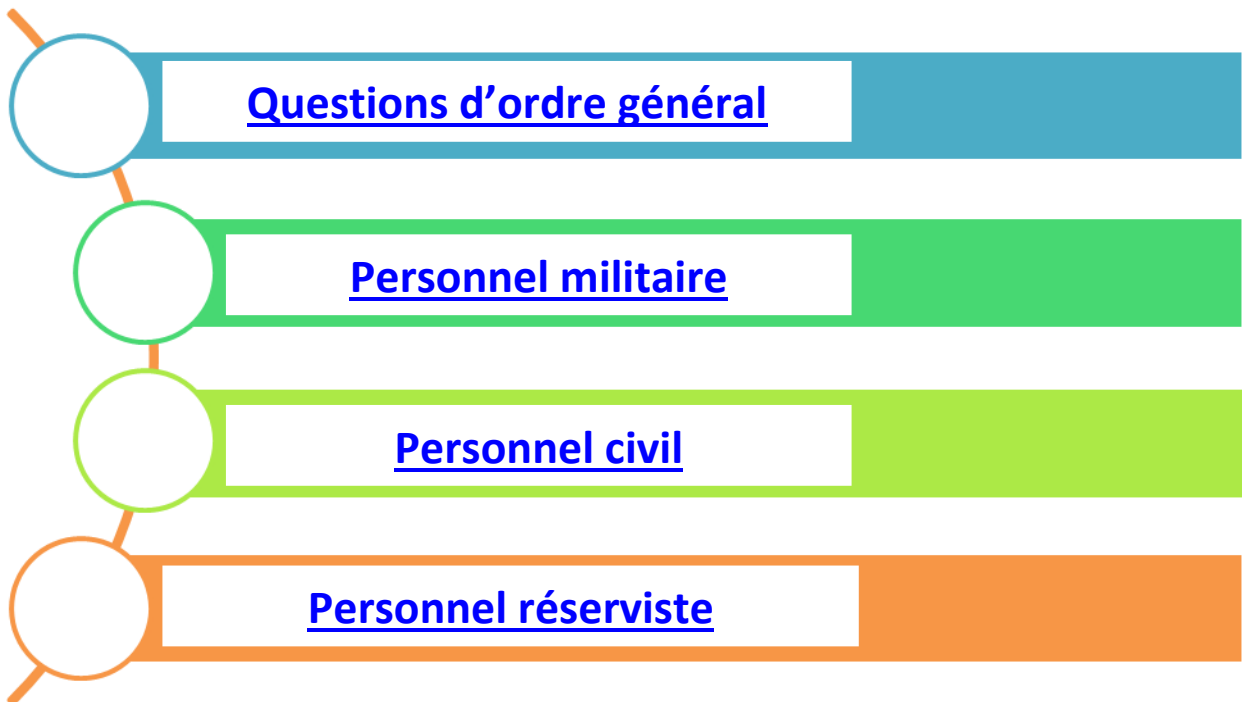 Questions d’ordre général
Personnel militaire
Personnel civil
Personnel réserviste